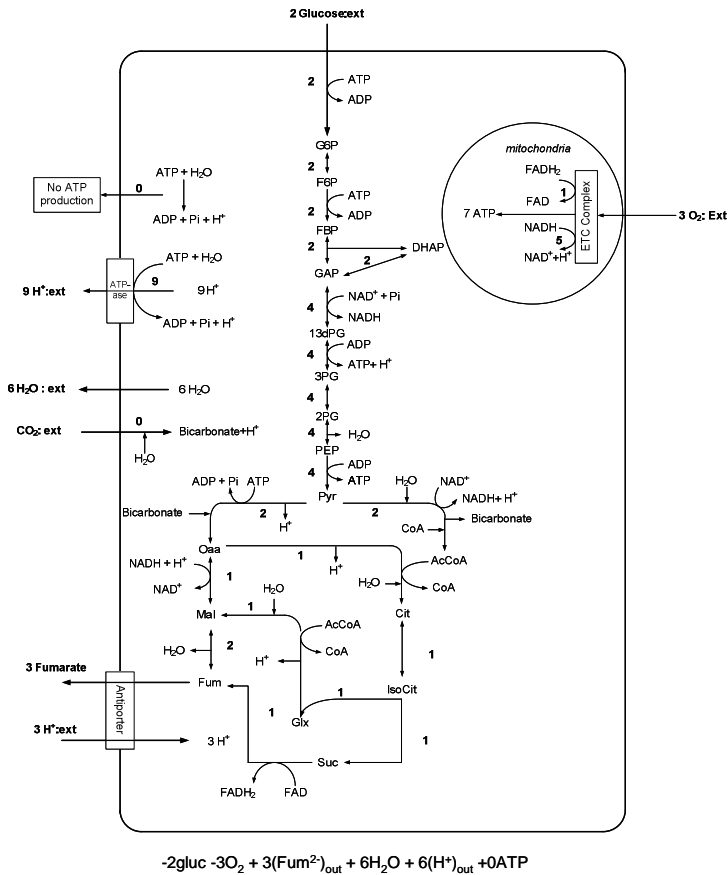 2 Glucose:ext
2
ATP
ADP
G6P
2
F6P
2
ATP
ADP
FBP
2
DHAP
2
GAP
4
NAD⁺ + Pi
NADH
13dPG
4
ADP
ATP+ H⁺
3PG
4
2PG
4
H₂O
PEP
4
ADP
ATP
Pyr
mitochondria
FADH₂
1
FAD
7 ATP
NADH
5
NAD⁺+H⁺
ETC Complex
3 O₂: Ext
No ATP
production
0
ATP + H₂O
ADP + Pi + H⁺
ATP-
ase
ATP + H₂O
9
9H⁺
9 H⁺:ext
ADP + Pi + H⁺
6 H₂O : ext
6 H₂O
CO₂: ext
0
Bicarbonate+H⁺
H₂O
ADP + Pi
ATP
Bicarbonate
2
H⁺
2
H₂O
NAD⁺
NADH+ H⁺
Bicarbonate
CoA
Oaa
1
H⁺
AcCoA
H₂O
CoA
NADH + H⁺
1
NAD⁺
Mal
1
H₂O
AcCoA
CoA
H⁺
Cit
1
H₂O
2
Fum
3 Fumarate
Antiporter
3 H⁺:ext
3 H⁺
1
Glx
1
IsoCit
1
Suc
FADH₂
FAD
-2gluc -3O₂ + 3(Fum²⁻)out + 6H₂O + 6(H⁺)out +0ATP